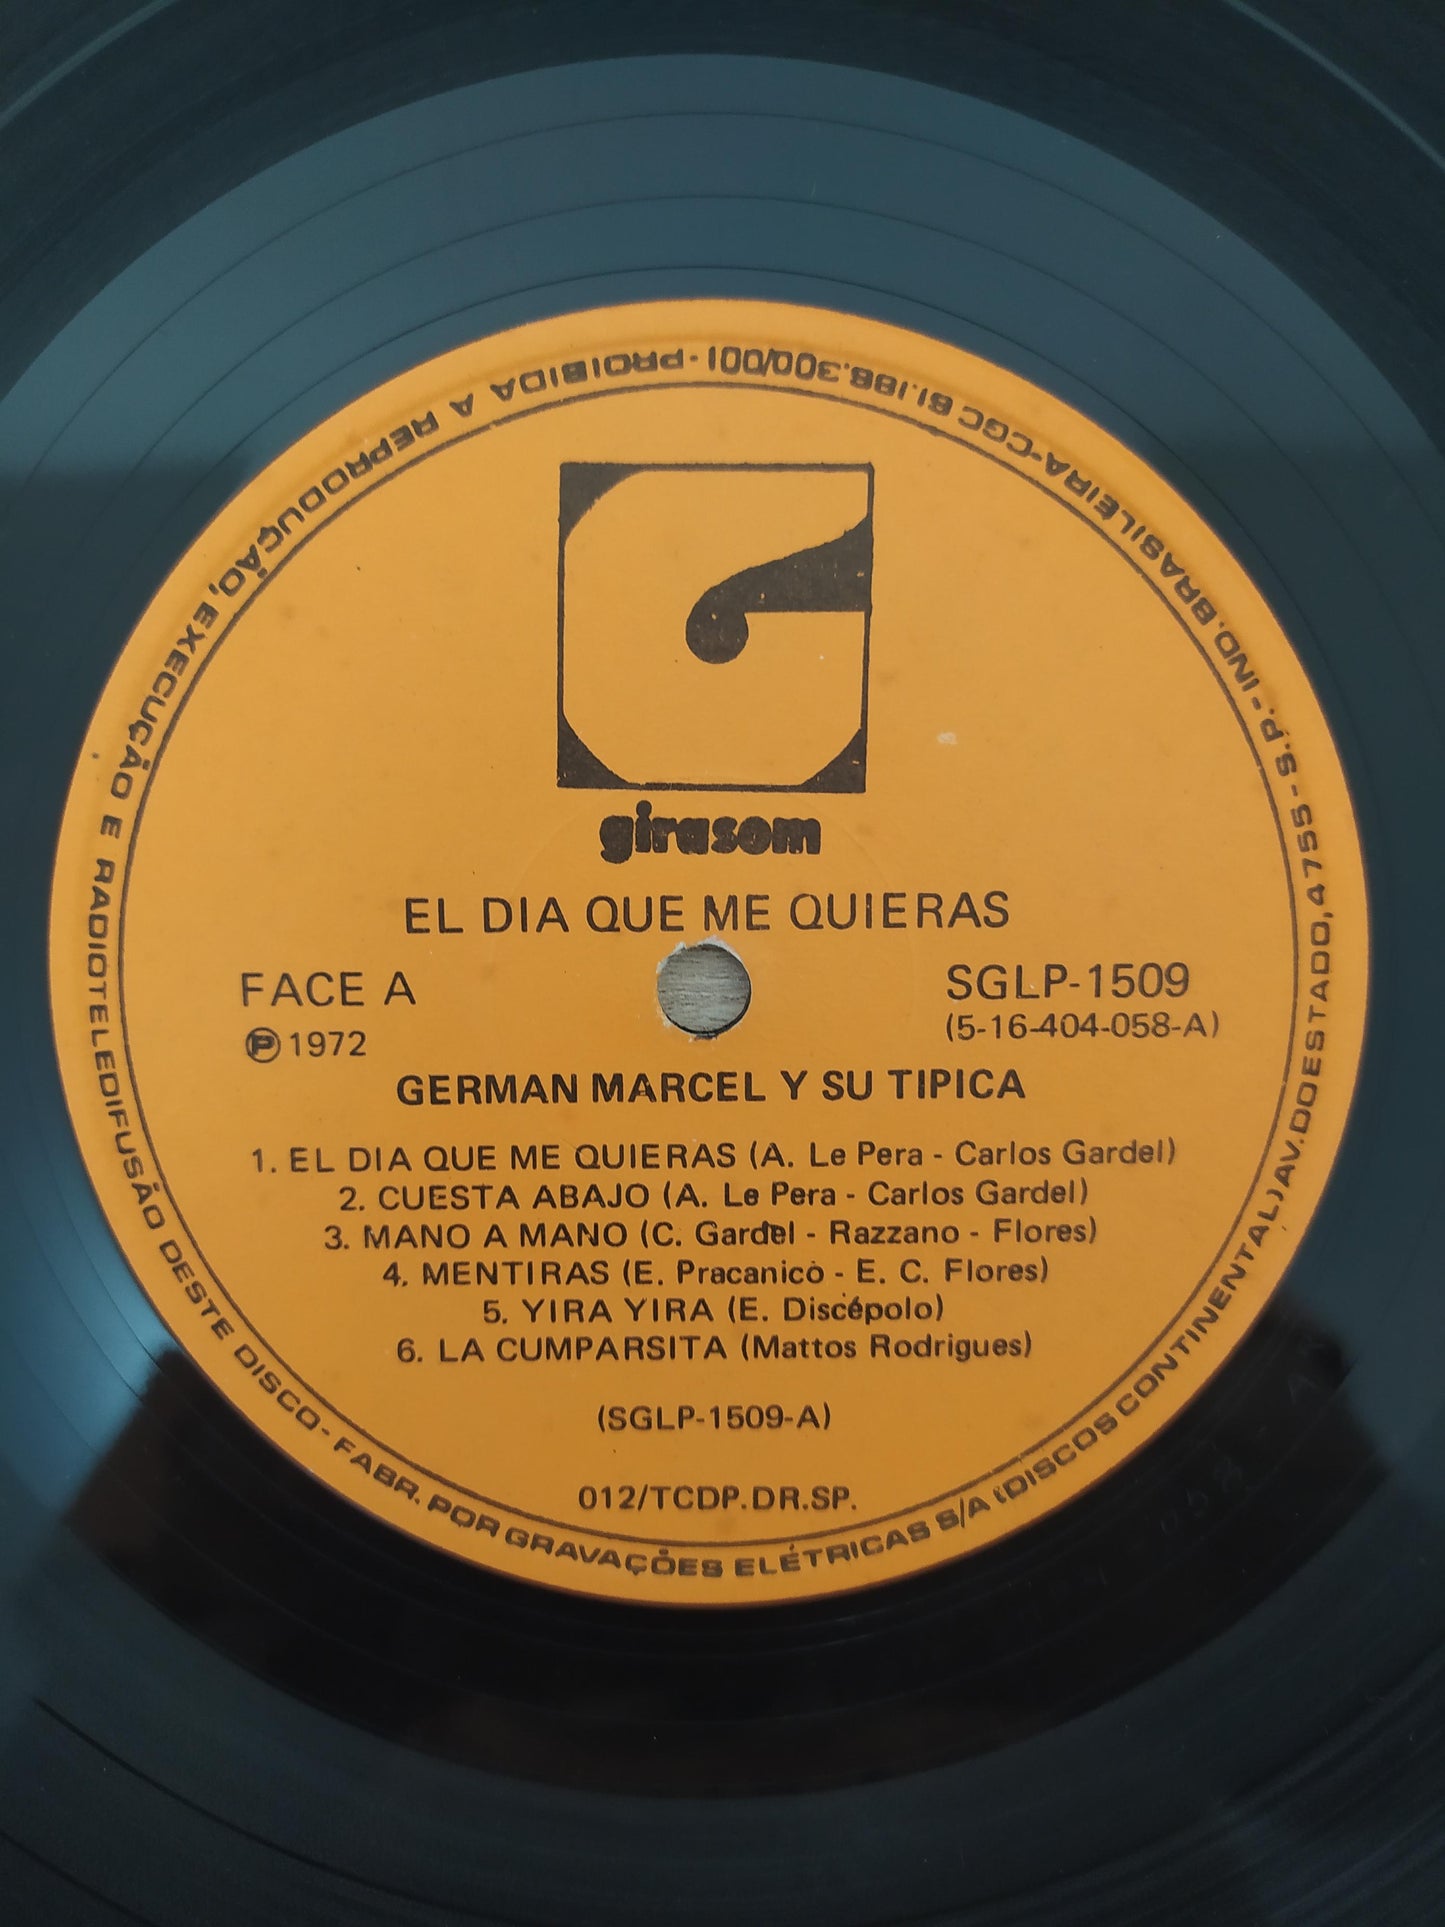 girasom
EL DIA QUE ME QUIERAS
FACE A
SGLP-1509
Ⓟ 1972
(5-16-404-058-A)
GERMAN MARCEL Y SU TIPICA
1. EL DIA QUE ME QUIERAS (A. Le Pera - Carlos Gardel)
2. CUESTA ABAJO (A. Le Pera - Carlos Gardel)
3. MANO A MANO (C. Gardel - Razzano - Flores)
4. MENTIRAS (E. Pracanico - E. C. Flores)
5. YIRA YIRA (E. Discépolo)
6. LA CUMPARSITA (Mattos Rodrigues)
(SGLP-1509-A)
012/TCDP.DR.SP.
PROIBIDA A REPRODUÇÃO, EXECUÇÃO E RADIOTELEDIFUSÃO DESTE DISCO - FABR. POR GRAVAÇÕES ELÉTRICAS S/A (DISCOS CONTINENTAL) AV. DO ESTADO, 4755 - S.P. - IND. BRASILEIRA - CGC 61.186.300/001 -